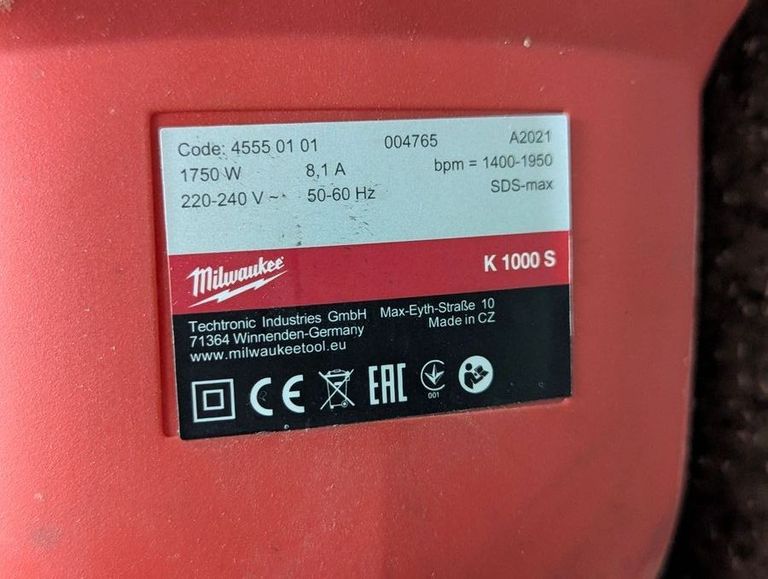 Code: 4555 01 01 004765 A2021
1750 W 8,1 A bpm = 1400-1950
220-240 V ~ 50-60 Hz SDS-max
Milwaukee K 1000 S
Techtronic Industries GmbH Max-Eyth-Straße 10
71364 Winnenden-Germany Made in CZ
www.milwaukeetool.eu
CE EAC 001